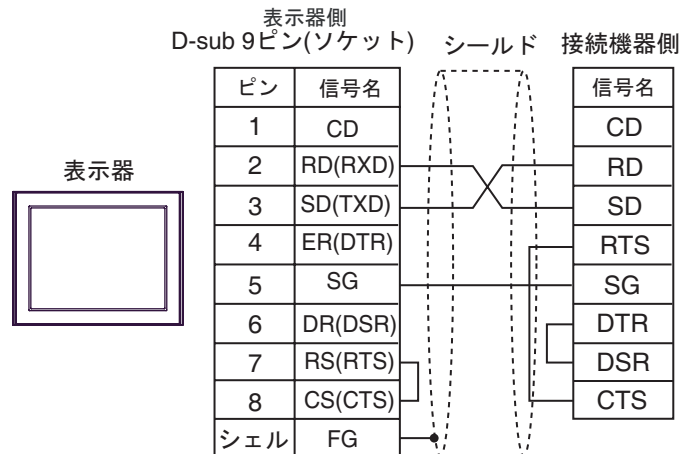 表示器側
D-sub 9ピン(ソケット)
シールド
接続機器側
表示器
ピン 信号名 信号名
1 CD CD
2 RD(RXD) RD
3 SD(TXD) SD
4 ER(DTR) RTS
5 SG SG
6 DR(DSR) DTR
7 RS(RTS) DSR
8 CS(CTS) CTS
シェル FG